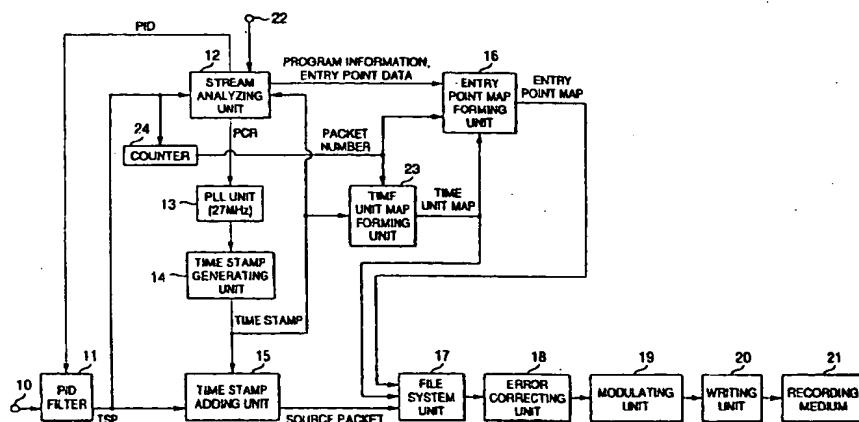 22
PID
12
STREAM
ANALYZING
UNIT
PROGRAM INFORMATION,
ENTRY POINT DATA
16
ENTRY
POINT MAP
FORMING
UNIT
ENTRY
POINT MAP
24
COUNTER
PCR
PACKET
NUMBER
13
PLL UNIT
(27MHz)
23
TIME
UNIT MAP
FORMING
UNIT
TIME
UNIT MAP
14
TIME STAMP
GENERATING
UNIT
TIME STAMP
10
11
PID
FILTER
TSP
15
TIME STAMP
ADDING UNIT
SOURCE PACKET
17
FILE
SYSTEM
UNIT
18
ERROR
CORRECTING
UNIT
19
MODULATING
UNIT
20
WRITING
UNIT
21
RECORDING
MEDIUM